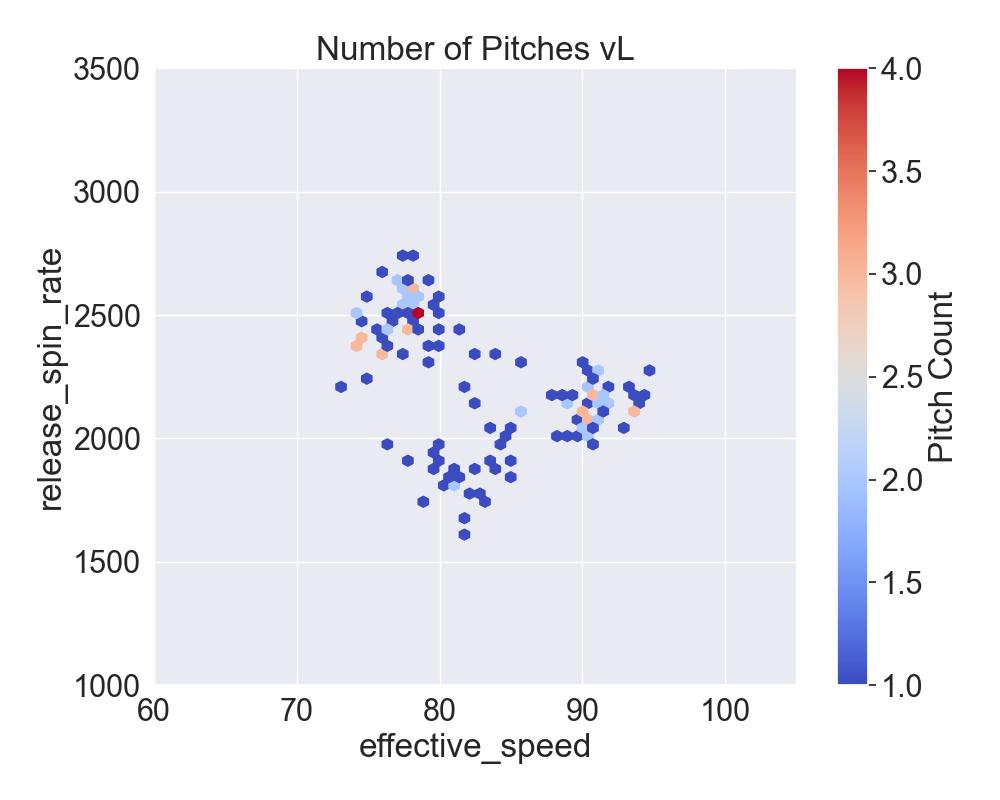 Number of Pitches vL
3500
3000
2500
2000
1500
1000
release_spin_rate
60 70 80 90 100
effective_speed
4.0
3.5
3.0
2.5
2.0
1.5
1.0
Pitch Count